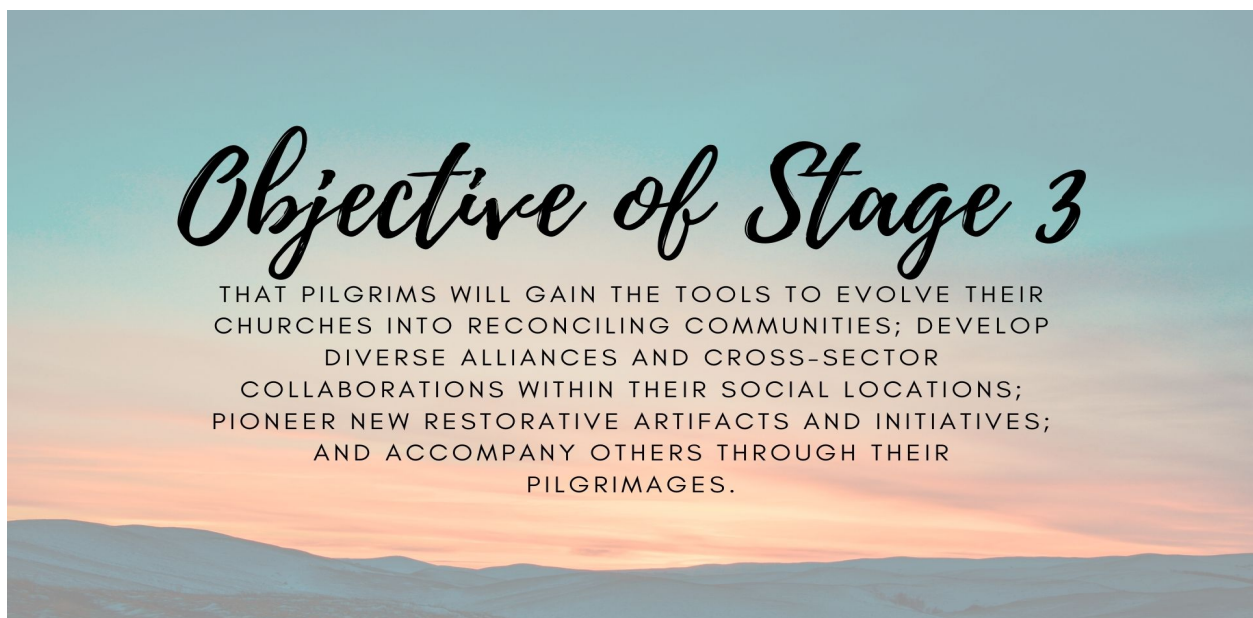 Objective of Stage 3
THAT PILGRIMS WILL GAIN THE TOOLS TO EVOLVE THEIR
CHURCHES INTO RECONCILING COMMUNITIES; DEVELOP
DIVERSE ALLIANCES AND CROSS-SECTOR
COLLABORATIONS WITHIN THEIR SOCIAL LOCATIONS;
PIONEER NEW RESTORATIVE ARTIFACTS AND INITIATIVES;
AND ACCOMPANY OTHERS THROUGH THEIR
PILGRIMAGES.